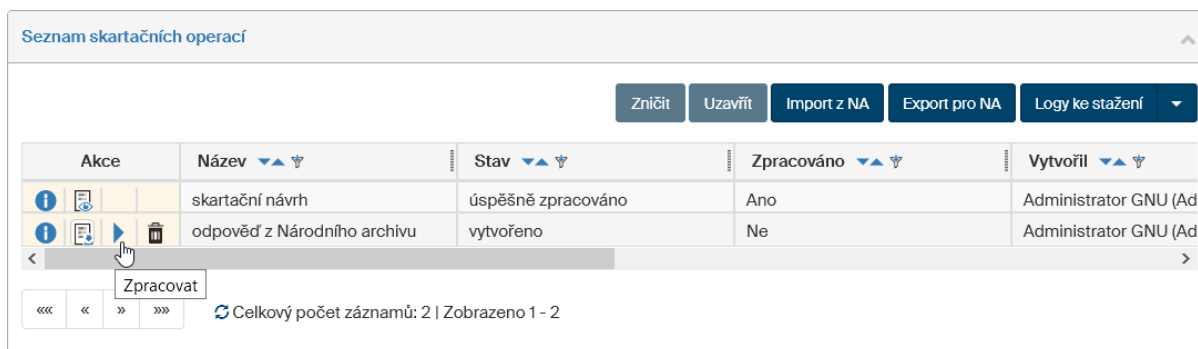 Seznam skartačních operací
Zničit Uzavřít Import z NA Export pro NA Logy ke stažení
Akce Název Stav Zpracováno Vytvořil
skartační návrh úspěšně zpracováno Ano Administrator GNU (Ad
odpověď z Národního archivu vytvořeno Ne Administrator GNU (Ad
Zpracovat
«« « » »» Celkový počet záznamů: 2 | Zobrazeno 1 - 2